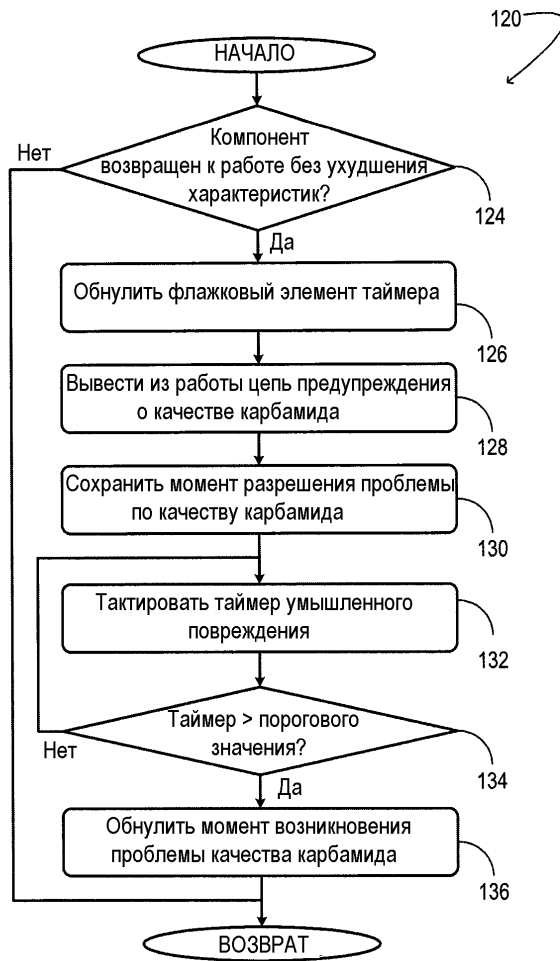 120
НАЧАЛО
Компонент
возвращен к работе без ухудшения
характеристик?
Нет
124
Да
Обнулить флажковый элемент таймера
126
Вывести из работы цепь предупреждения
о качестве карбамида
128
Сохранить момент разрешения проблемы
по качеству карбамида
130
Тактировать таймер умышленного
повреждения
132
Таймер > порогового
значения?
Нет
134
Да
Обнулить момент возникновения
проблемы качества карбамида
136
ВОЗВРАТ